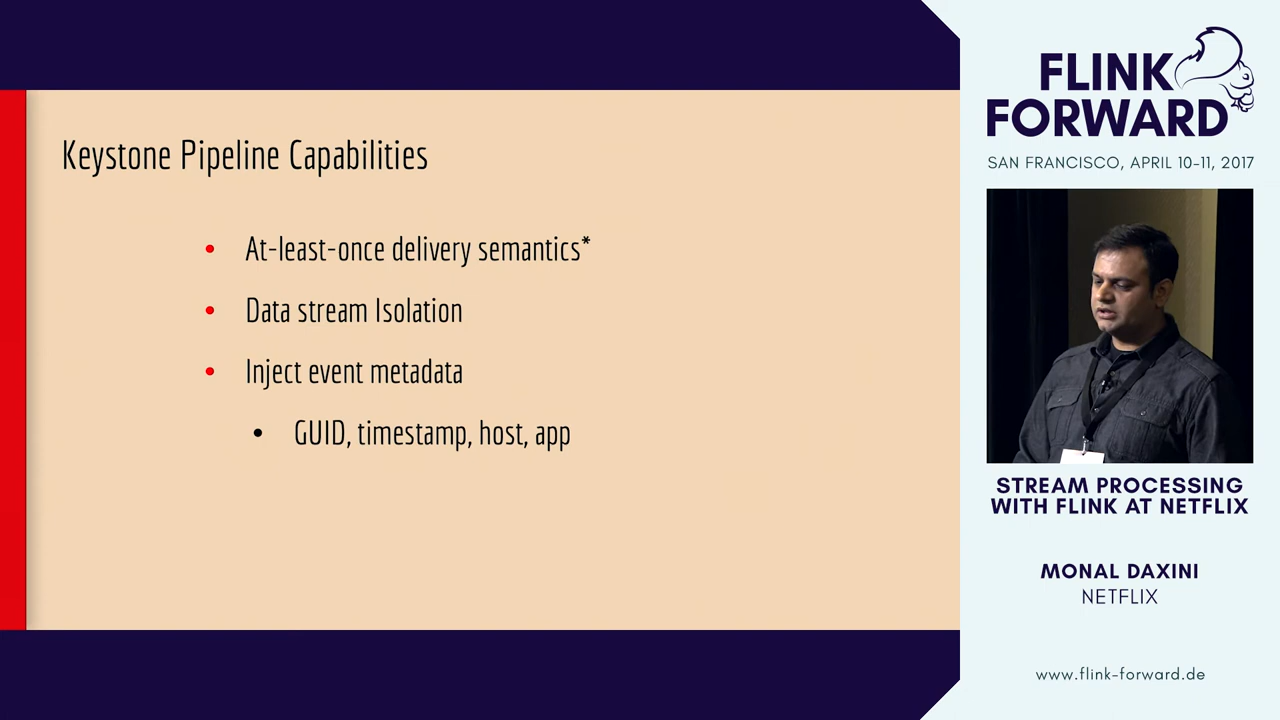 Keystone Pipeline Capabilities
• At-least-once delivery semantics*
• Data stream Isolation
• Inject event metadata
• GUID, timestamp, host, app
FLINK
FORWARD
SAN FRANCISCO, APRIL 10-11, 2017
STREAM PROCESSING
WITH FLINK AT NETFLIX
MONAL DAXINI
NETFLIX
www.flink-forward.de